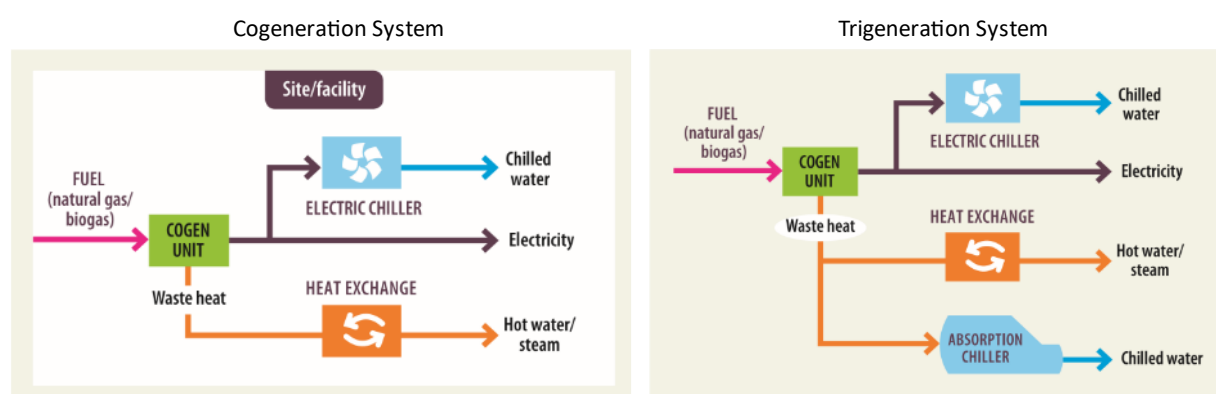 Cogeneration System
Site/facility
FUEL
(natural gas/
biogas)
COGEN
UNIT
Waste heat
ELECTRIC CHILLER
Chilled
water
Electricity
HEAT EXCHANGE
Hot water/
steam
Trigeneration System
FUEL
(natural gas/
biogas)
COGEN
UNIT
Waste heat
ELECTRIC CHILLER
Chilled
water
Electricity
HEAT EXCHANGE
Hot water/
steam
ABSORPTION
CHILLER
Chilled water